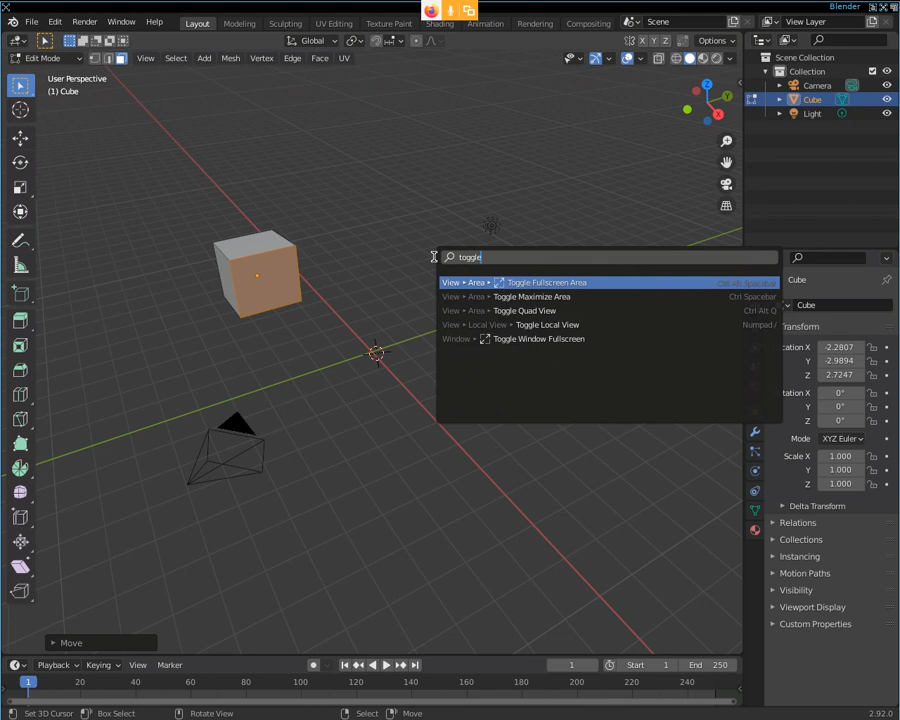 Blender
File Edit Render Window Help Layout Modeling Sculpting UV Editing Texture Paint Shading Animation Rendering Compositing Scene View Layer
Global X Y Z Options
Edit Mode View Select Add Mesh Vertex Edge Face UV
User Perspective
(1) Cube
Z Y X
Scene Collection
Collection
Camera
Cube
Light
toggle
View Area Toggle Fullscreen Area Ctrl Alt Spacebar
View Area Toggle Maximize Area Ctrl Spacebar
View Area Toggle Quad View Ctrl Alt Q
View Local View Toggle Local View Numpad /
Window Toggle Window Fullscreen
Cube
Cube
ransform
cation X -2.2807
Y -2.9894
Z 2.7247
tation X 0°
Y 0°
Z 0°
Mode XYZ Euler
Scale X 1.000
Y 1.000
Z 1.000
Delta Transform
Relations
Collections
Instancing
Motion Paths
Visibility
Viewport Display
Custom Properties
Move
Playback Keying View Marker 1 Start 1 End 250
1 20 40 60 80 100 120 140 160 180 200 220 240
Set 3D Cursor Box Select Rotate View Select Move 2.92.0